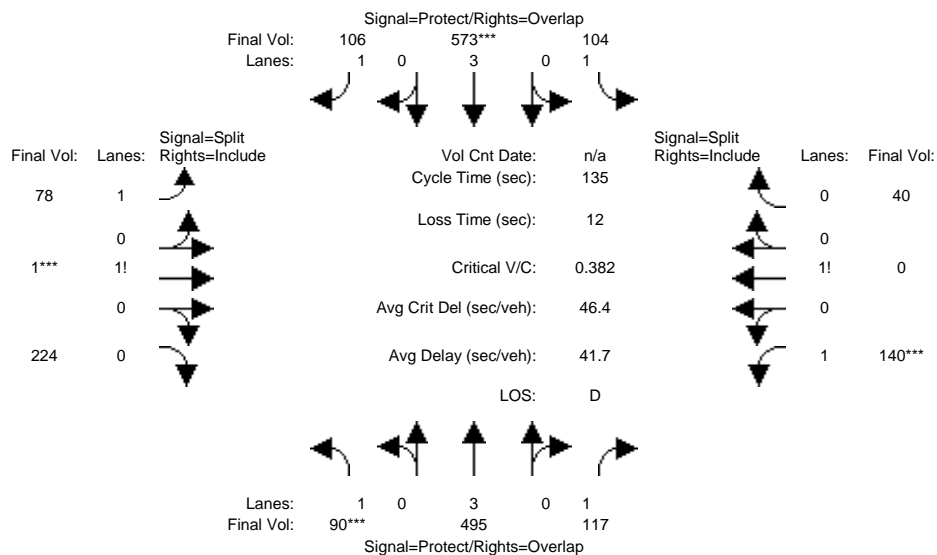 Signal=Protect/Rights=Overlap
Final Vol: 106 573*** 104
Lanes: 1 0 3 0 1
Signal=Split
Final Vol: Lanes: Rights=Include
Vol Cnt Date: n/a
Signal=Split
Rights=Include Lanes: Final Vol:
Cycle Time (sec): 135
78 1
0 40
Loss Time (sec): 12
0
0
1*** 1!
Critical V/C: 0.382
1! 0
0
Avg Crit Del (sec/veh): 46.4
0
224 0
Avg Delay (sec/veh): 41.7
1 140***
LOS: D
Lanes: 1 0 3 0 1
Final Vol: 90*** 495 117
Signal=Protect/Rights=Overlap